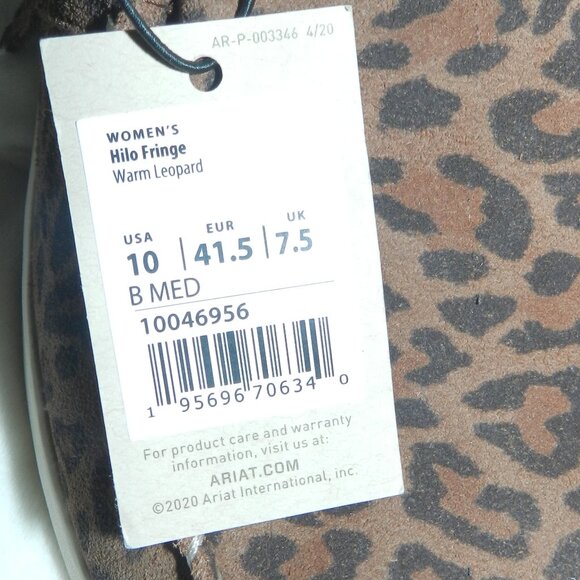 AR-P-003346 4/20
WOMEN'S
Hilo Fringe
Warm Leopard
USA EUR UK
10 | 41.5 | 7.5
B MED
10046956
1 95696 70634 0
For product care and warranty
information, visit us at:
ARIAT.COM
©2020 Ariat International, inc.